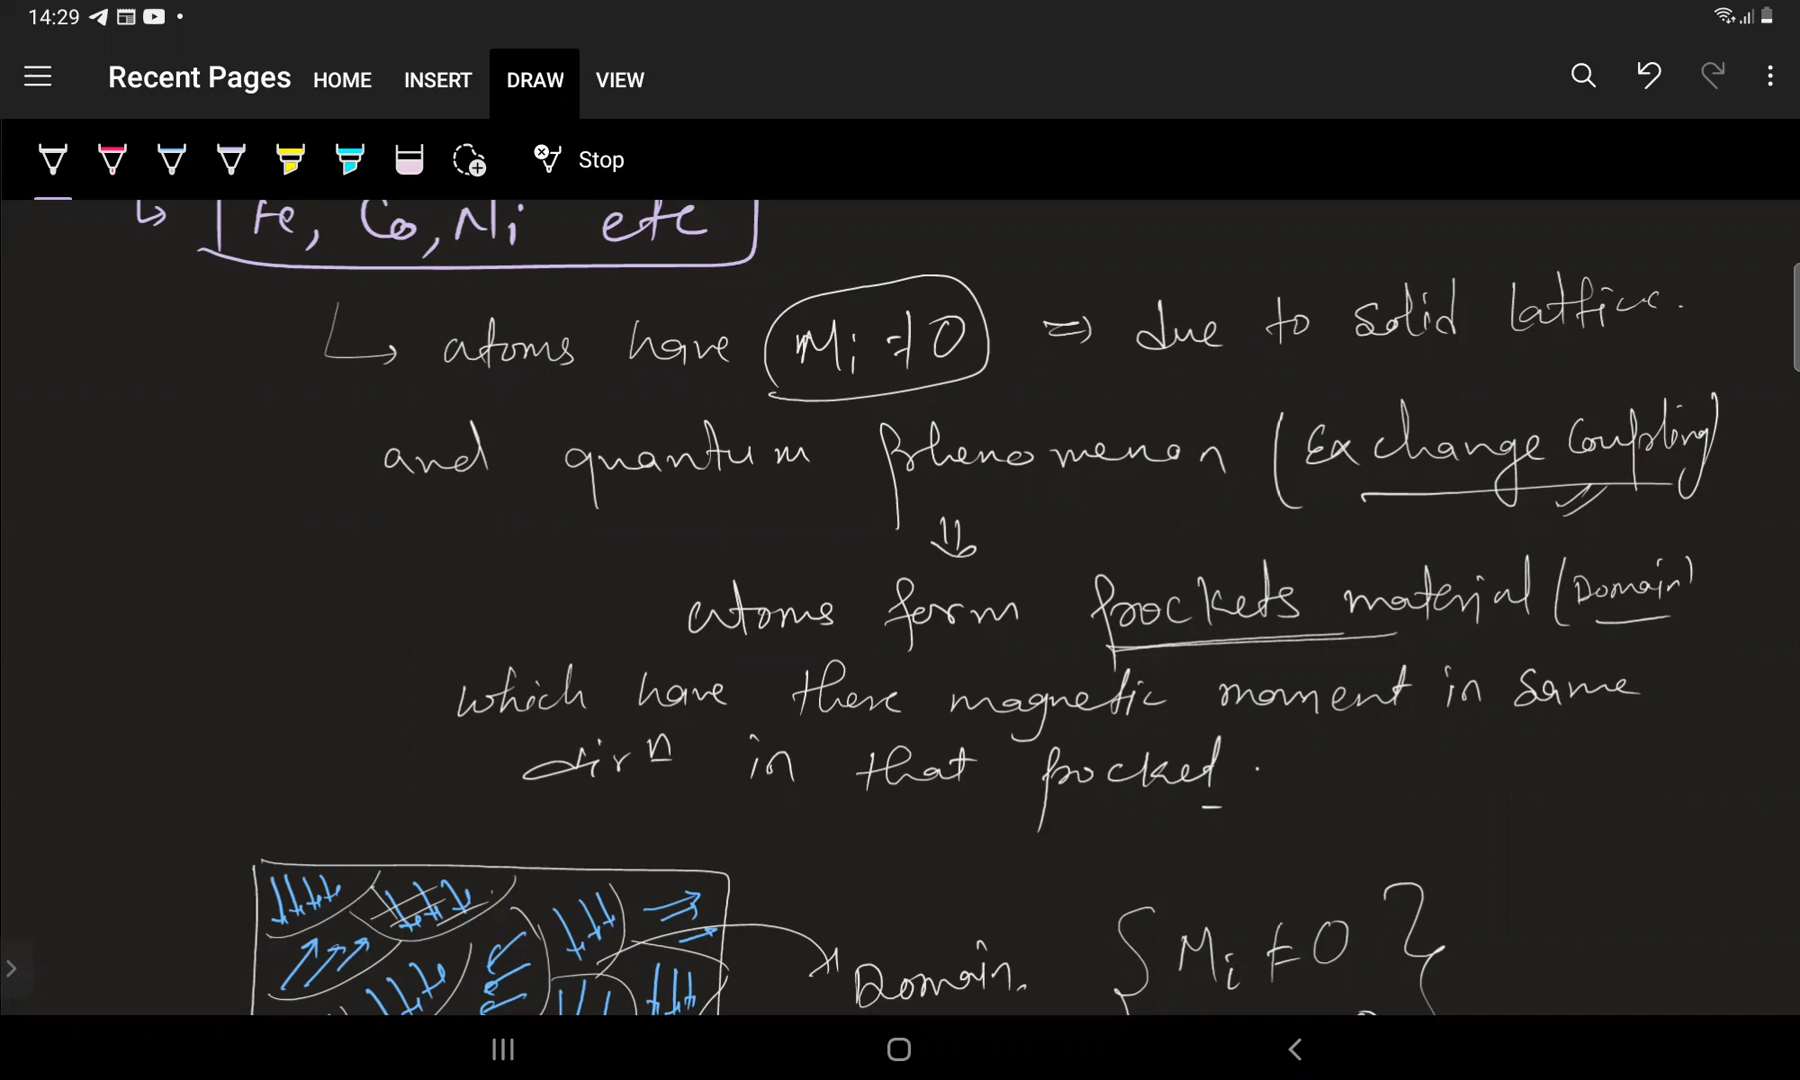 14:29
Recent Pages HOME INSERT DRAW VIEW
Stop
↳ Fe, Co, Ni etc
↳ atoms have Mi ≠ 0 ⇒ due to solid lattice.
and quantum phenomenon (Exchange Coupling)
⇓
atoms form pockets material (Domain)
which have there magnetic moment in same
dirⁿ in that pocket.
Domain. { Mi ≠ 0 }